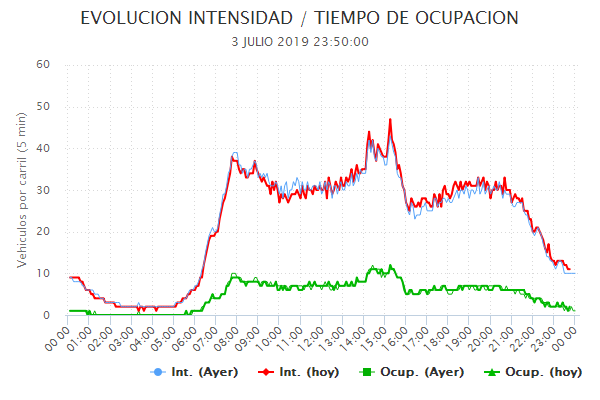 EVOLUCION INTENSIDAD / TIEMPO DE OCUPACION
3 JULIO 2019 23:50:00
Vehiculos por carril (5 min)
60
50
40
30
20
10
0
00:00 01:00 02:00 03:00 04:00 05:00 06:00 07:00 08:00 09:00 10:00 11:00 12:00 13:00 14:00 15:00 16:00 17:00 18:00 19:00 20:00 21:00 22:00 23:00 00:00
Int. (Ayer) Int. (hoy) Ocup. (Ayer) Ocup. (hoy)